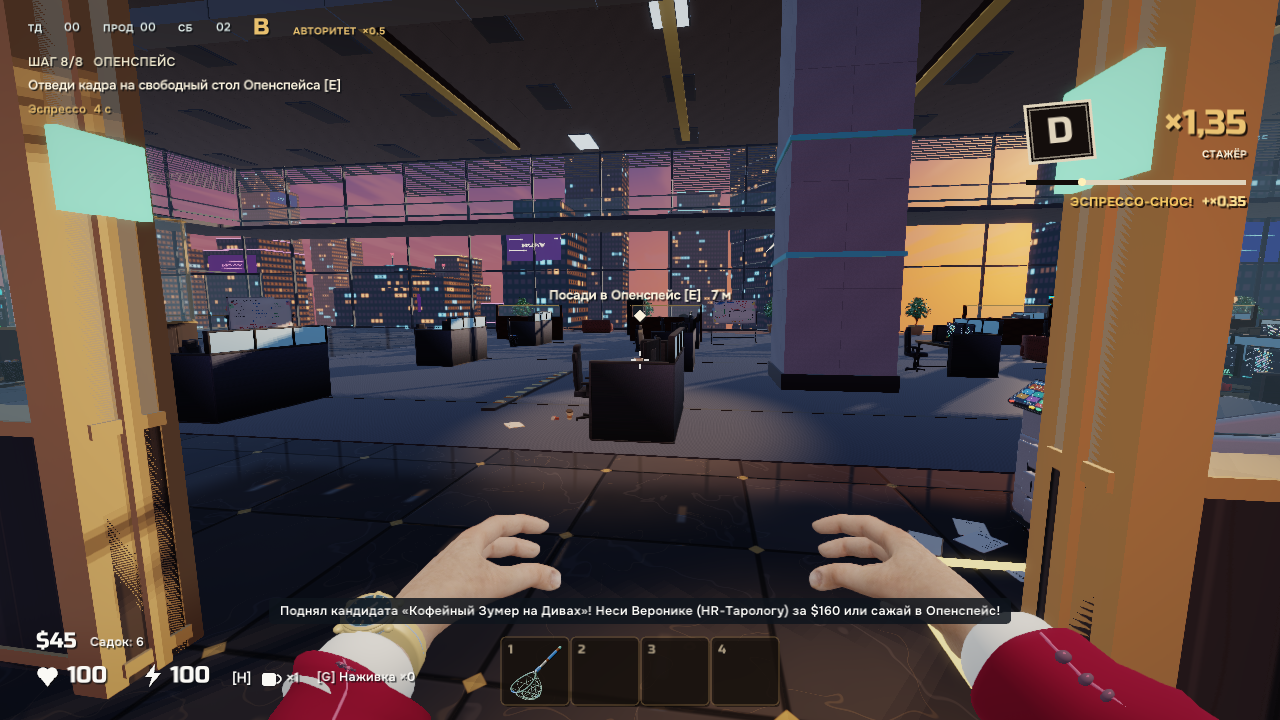 ТД 00 ПРОД 00 СБ 02 B АВТОРИТЕТ ×0.5
ШАГ 8/8 ОПЕНСПЕЙС
Отведи кадра на свободный стол Опенспейса [E]
Эспрессо 4 с
D
×1,35
СТАЖЁР
ЭСПРЕССО-СНОС! +×0,35
Посади в Опенспейс [E] 7 м
Поднял кандидата «Кофейный Зумер на Диване»! Неси Веронике (HR-Тарологу) за $160 или сажай в Опенспейс!
$45 Садок: 6
100 100 [H] ×1 [G] Наживка ×0
1 2 3 4